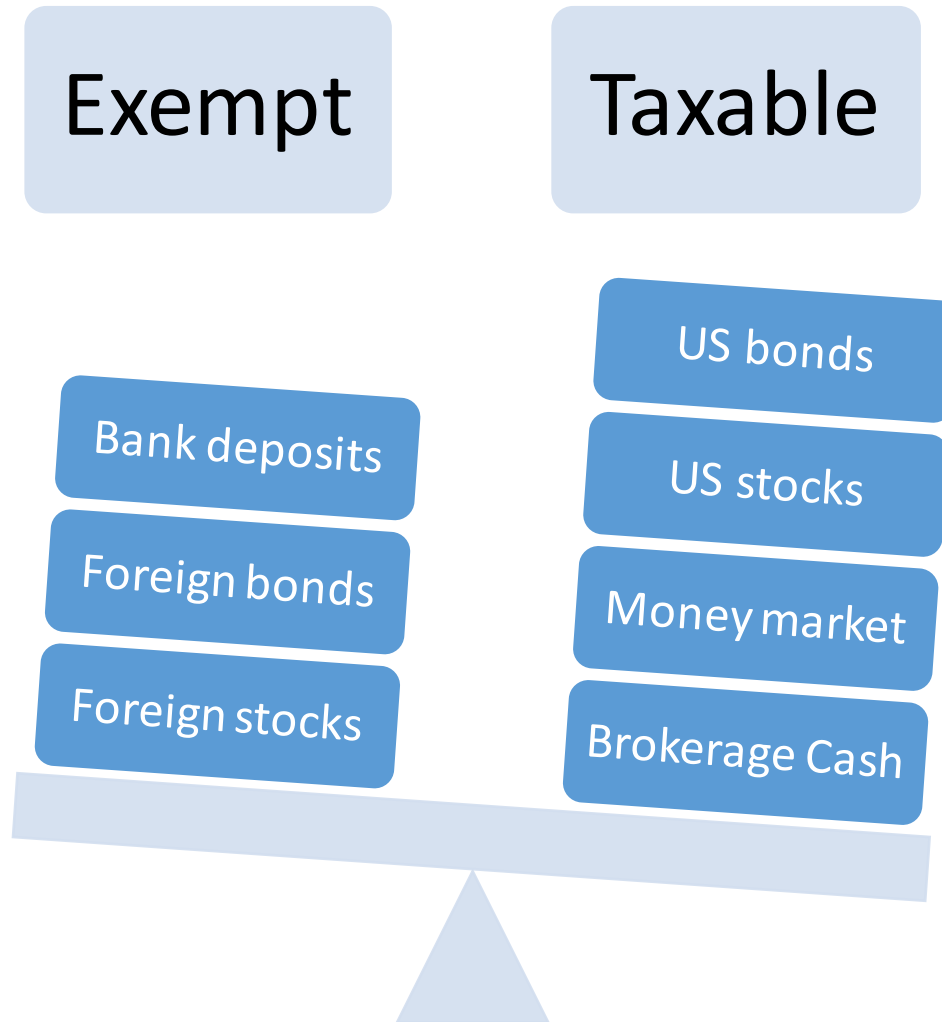 Exempt
Bank deposits
Foreign bonds
Foreign stocks
Taxable
US bonds
US stocks
Money market
Brokerage Cash